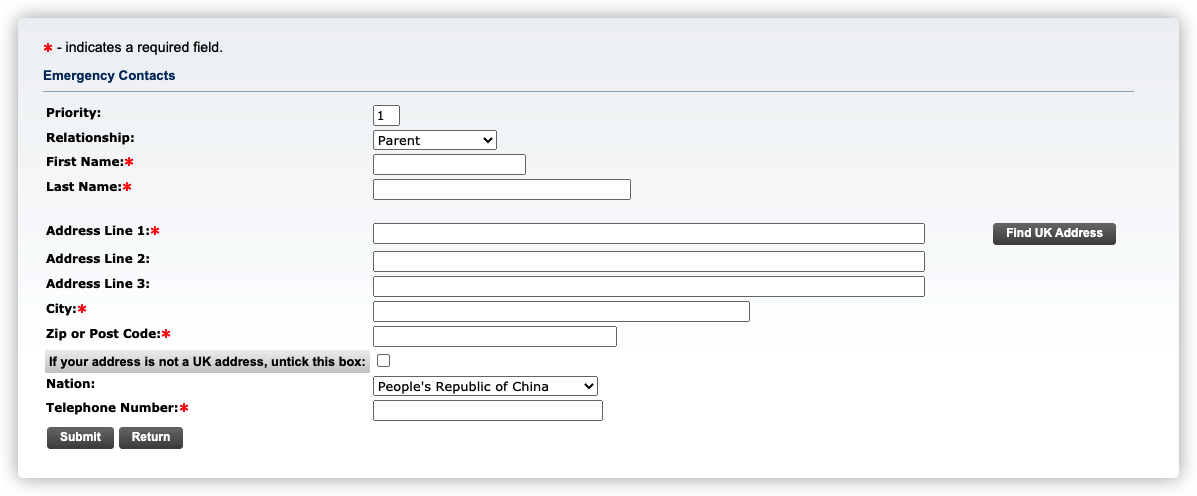 * - indicates a required field.
Emergency Contacts
Priority: 1
Relationship: Parent
First Name:*
Last Name:*
Address Line 1:* Find UK Address
Address Line 2:
Address Line 3:
City:*
Zip or Post Code:*
If your address is not a UK address, untick this box:
Nation: People's Republic of China
Telephone Number:*
Submit Return